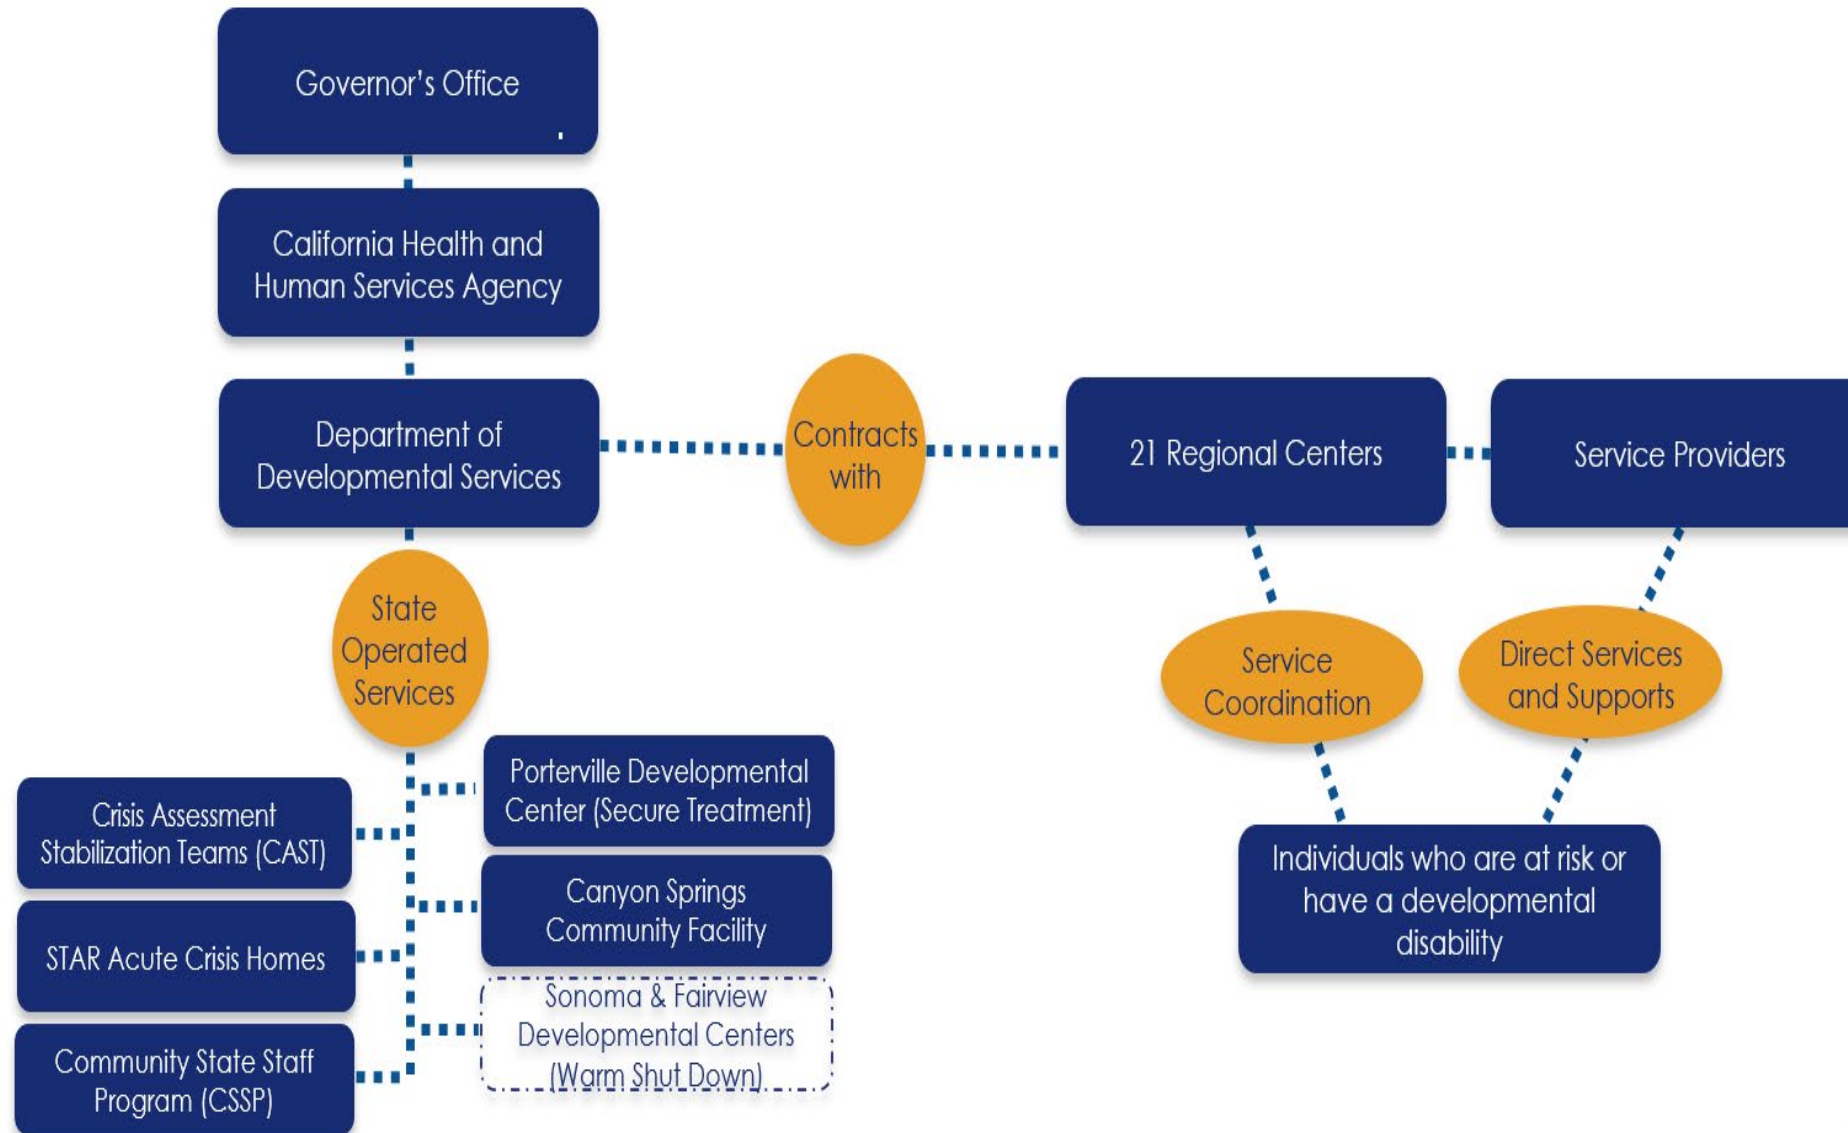 Governor’s Office
.
California Health and
Human Services Agency
Department of
Developmental Services
Contracts
with
21 Regional Centers
Service Providers
State
Operated
Services
Service
Coordination
Direct Services
and Supports
Crisis Assessment
Stabilization Teams (CAST)
STAR Acute Crisis Homes
Community State Staff
Program (CSSP)
Porterville Developmental
Center (Secure Treatment)
Canyon Springs
Community Facility
Sonoma & Fairview
Developmental Centers
(Warm Shut Down)
Individuals who are at risk or
have a developmental
disability